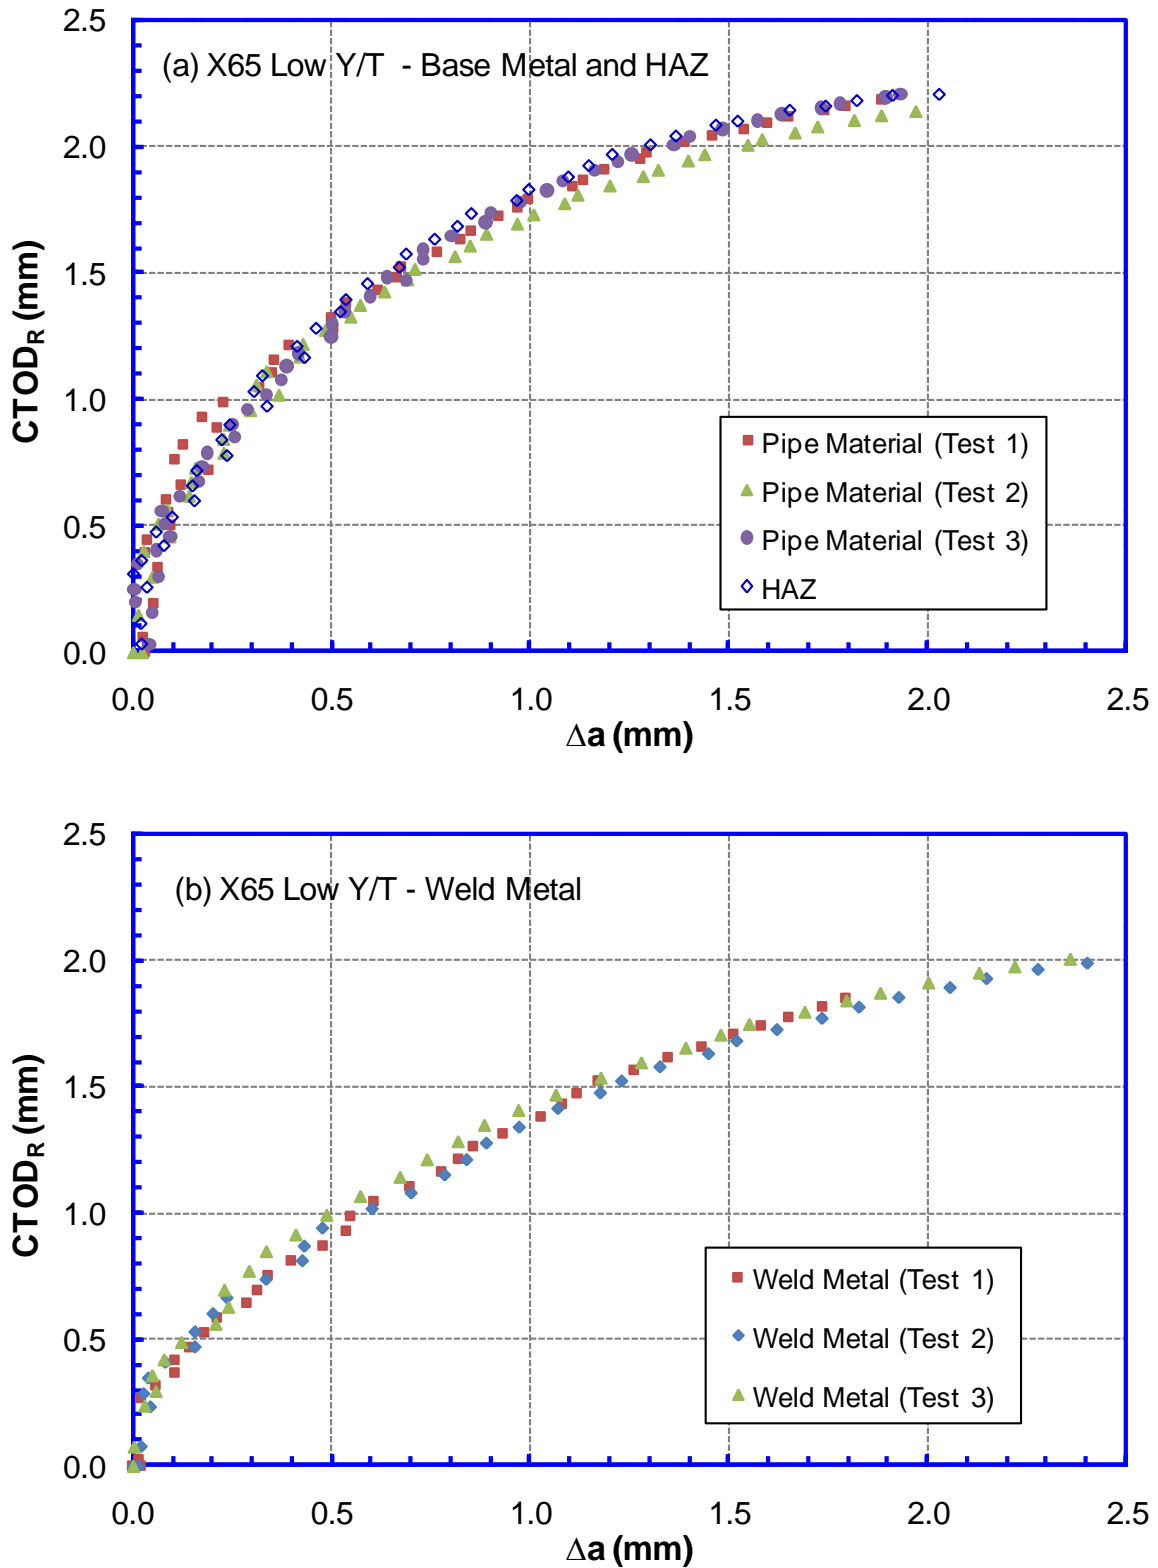 2.5
(a) X65 Low Y/T - Base Metal and HAZ
2.0
1.5
CTOD_R (mm)
1.0
Pipe Material (Test 1)
Pipe Material (Test 2)
0.5
Pipe Material (Test 3)
HAZ
0.0
0.0 0.5 1.0 1.5 2.0 2.5
Δa (mm)
2.5
(b) X65 Low Y/T - Weld Metal
2.0
1.5
CTOD_R (mm)
1.0
Weld Metal (Test 1)
0.5
Weld Metal (Test 2)
Weld Metal (Test 3)
0.0
0.0 0.5 1.0 1.5 2.0 2.5
Δa (mm)